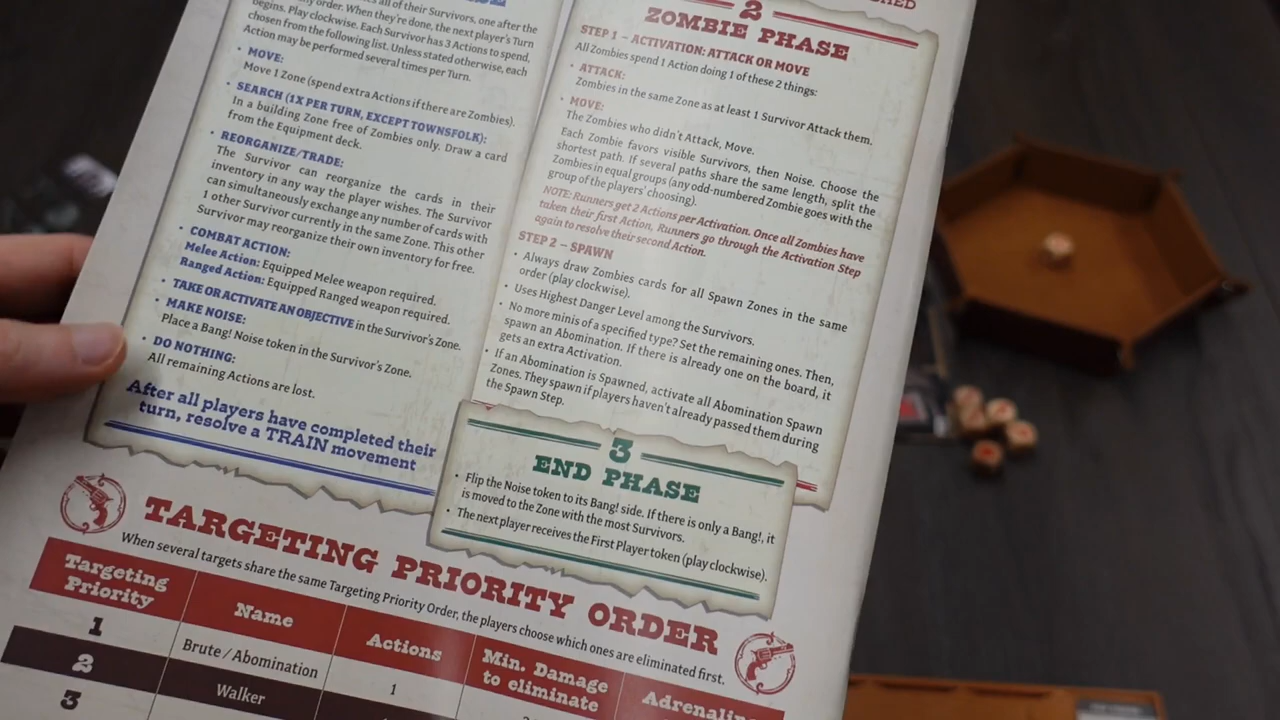 all of their Survivors, one after the
order. When they're done, the next player's Turn
begins. Play clockwise. Each Survivor has 3 Actions to spend,
chosen from the following list. Unless stated otherwise, each
Action may be performed several times per Turn.
• MOVE:
Move 1 Zone (spend extra Actions if there are Zombies).
• SEARCH (1X PER TURN, EXCEPT TOWNSFOLK):
In a building Zone free of Zombies only. Draw a card
from the Equipment deck.
• REORGANIZE/TRADE:
The Survivor can reorganize the cards in their
inventory in any way the player wishes. The Survivor
can simultaneously exchange any number of cards with
1 other Survivor currently in the same Zone. This other
Survivor may reorganize their own inventory for free.
• COMBAT ACTION:
Melee Action: Equipped Melee weapon required.
Ranged Action: Equipped Ranged weapon required.
• TAKE OR ACTIVATE AN OBJECTIVE in the Survivor's Zone.
• MAKE NOISE:
Place a Bang! Noise token in the Survivor's Zone.
• DO NOTHING:
All remaining Actions are lost.
After all players have completed their
turn, resolve a TRAIN movement
2
ZOMBIE PHASE
STEP 1 – ACTIVATION: ATTACK OR MOVE
All Zombies spend 1 Action doing 1 of these 2 things:
• ATTACK:
Zombies in the same Zone as at least 1 Survivor Attack them.
• MOVE:
The Zombies who didn't Attack, Move.
Each Zombie favors visible Survivors, then Noise. Choose the
shortest path. If several paths share the same length, split the
Zombies in equal groups (any odd-numbered Zombie goes with the
group of the players' choosing).
NOTE: Runners get 2 Actions per Activation. Once all Zombies have
taken their first Action, Runners go through the Activation Step
again to resolve their second Action.
STEP 2 – SPAWN
• Always draw Zombies cards for all Spawn Zones in the same
order (play clockwise).
• Uses Highest Danger Level among the Survivors.
• No more minis of a specified type? Set the remaining ones. Then,
spawn an Abomination. If there is already one on the board, it
gets an extra Activation.
• If an Abomination is Spawned, activate all Abomination Spawn
Zones. They spawn if players haven't already passed them during
the Spawn Step.
3
END PHASE
• Flip the Noise token to its Bang! side. If there is only a Bang!, it
is moved to the Zone with the most Survivors.
• The next player receives the First Player token (play clockwise).
TARGETING PRIORITY ORDER
When several targets share the same Targeting Priority Order, the players choose which ones are eliminated first.
Targeting
Priority
Name
Actions
Min. Damage
to eliminate
1
Brute / Abomination
1
2
Walker
3